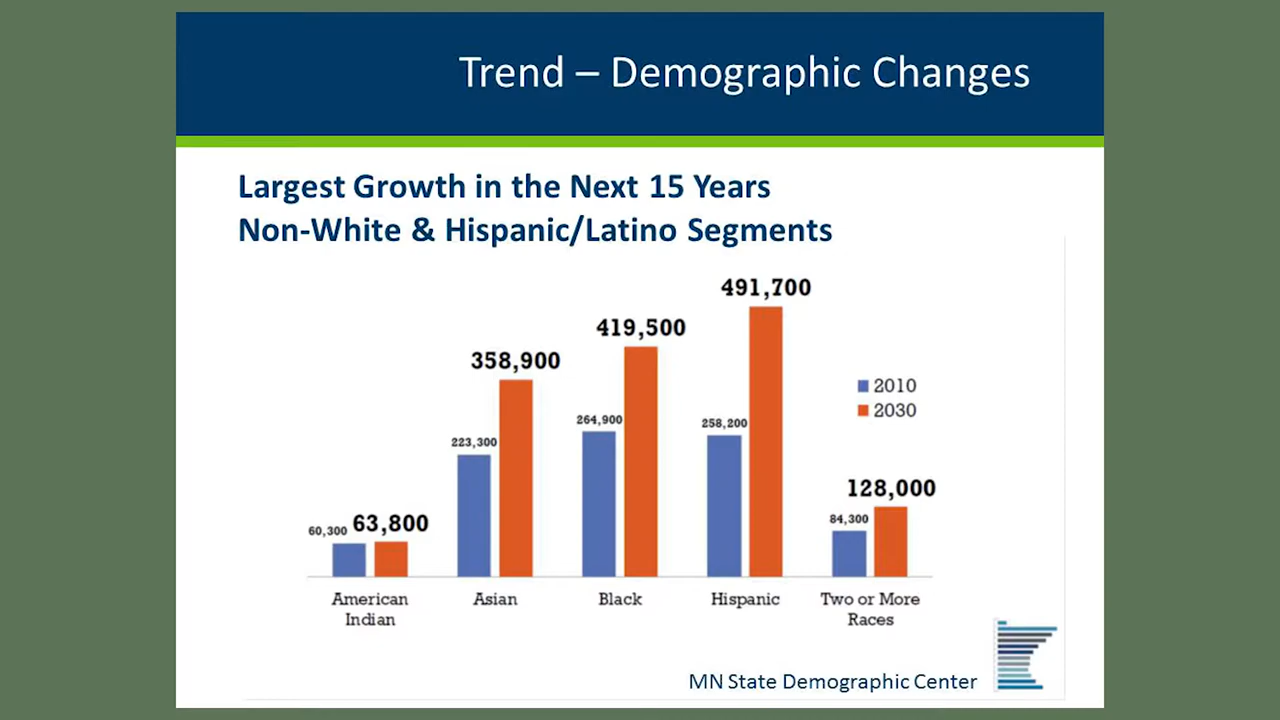 Trend – Demographic Changes
Largest Growth in the Next 15 Years
Non-White & Hispanic/Latino Segments
491,700
419,500
358,900
2010
2030
264,900
258,200
223,300
128,000
60,300 63,800
84,300
American Indian
Asian
Black
Hispanic
Two or More Races
MN State Demographic Center